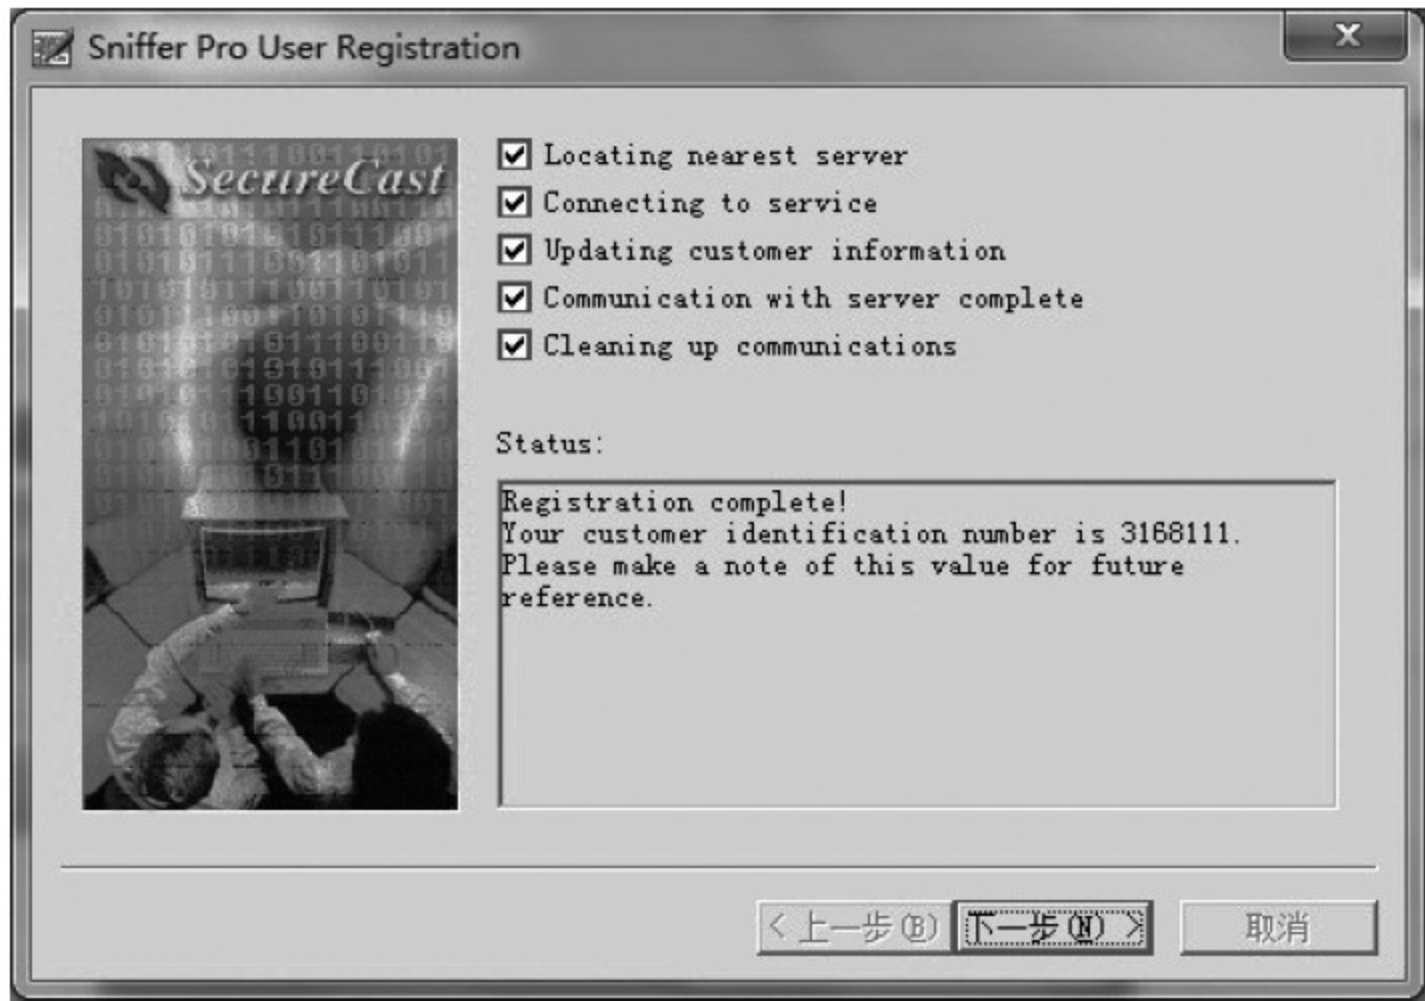 Sniffer Pro User Registration
SecureCast
Locating nearest server
Connecting to service
Updating customer information
Communication with server complete
Cleaning up communications
Status:
Registration complete!
Your customer identification number is 3168111.
Please make a note of this value for future
reference.
< 上一步(B) 下一步(N) > 取消